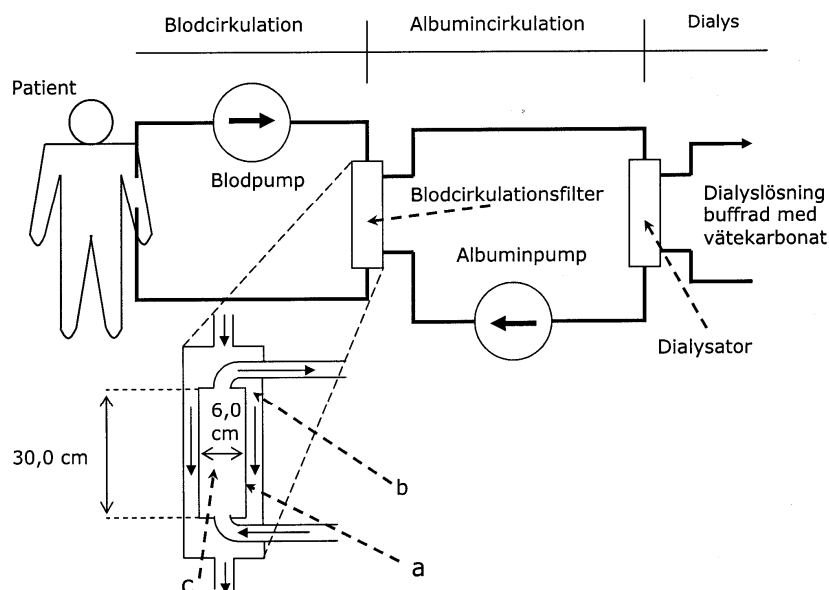 Blodcirkulation
Albumincirkulation
Dialys
Patient
Blodpump
Blodcirkulationsfilter
Albuminpump
Dialyslösning
buffrad med
vätekarbonat
Dialysator
6,0
cm
30,0 cm
b
a
c